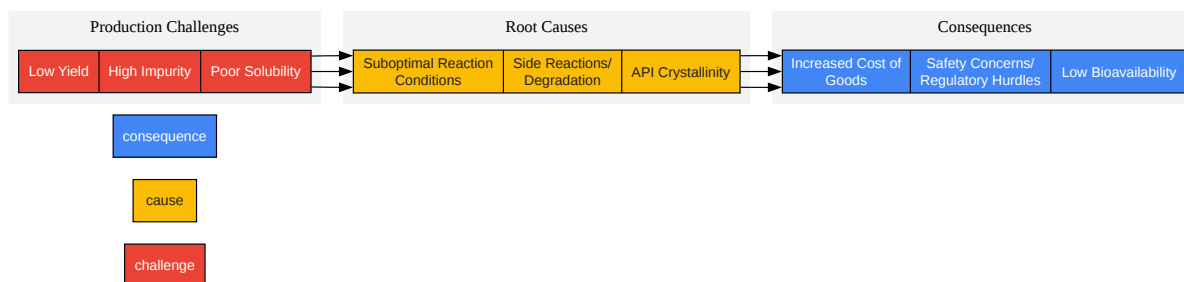 Production Challenges
Root Causes
Consequences
Low Yield
High Impurity
Poor Solubility
Suboptimal Reaction
Conditions
Side Reactions/
Degradation
API Crystallinity
Increased Cost of
Goods
Safety Concerns/
Regulatory Hurdles
Low Bioavailability
consequence
cause
challenge